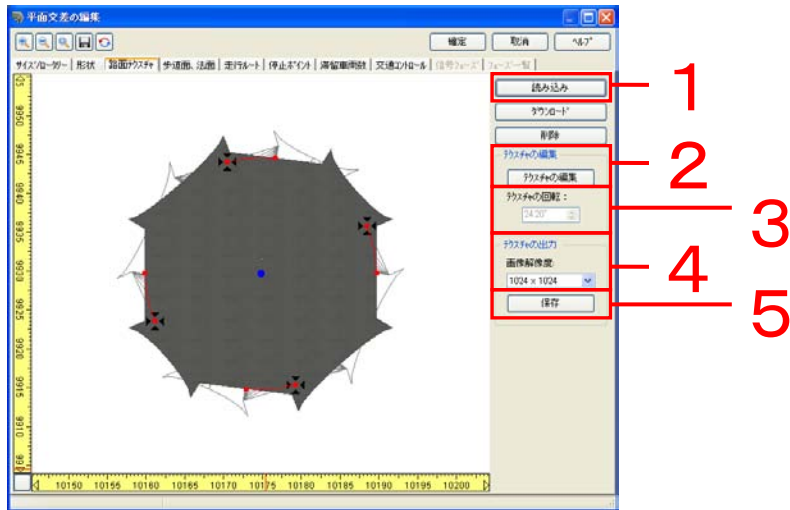 平面交差の編集
確定 取消 ヘルプ
サイズ/ロータリー 形状 路面テクスチャ 歩道面、法面 走行ルート 停止ポイント 滞留車両数 交通コントロール 信号フェーズ フェーズ一覧
読み込み
ダウンロード
削除
テクスチャの編集
テクスチャの編集
テクスチャの回転：
24.20°
テクスチャの出力
画像解像度:
1024 x 1024
保存
1
2
3
4
5
9950
9945
9940
9935
9930
9925
9920
9915
9910
10150 10155 10160 10165 10170 10175 10180 10185 10190 10195 10200